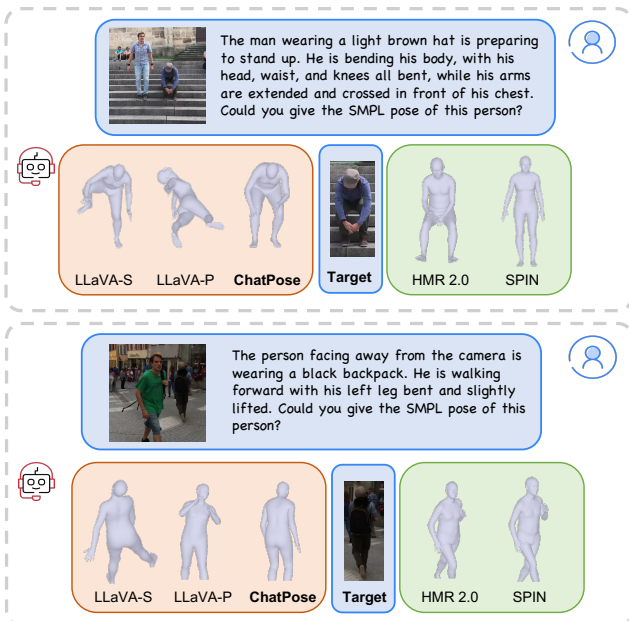 The man wearing a light brown hat is preparing
to stand up. He is bending his body, with his
head, waist, and knees all bent, while his arms
are extended and crossed in front of his chest.
Could you give the SMPL pose of this person?
LLaVA-S LLaVA-P ChatPose Target HMR 2.0 SPIN
The person facing away from the camera is
wearing a black backpack. He is walking
forward with his left leg bent and slightly
lifted. Could you give the SMPL pose of this
person?
LLaVA-S LLaVA-P ChatPose Target HMR 2.0 SPIN